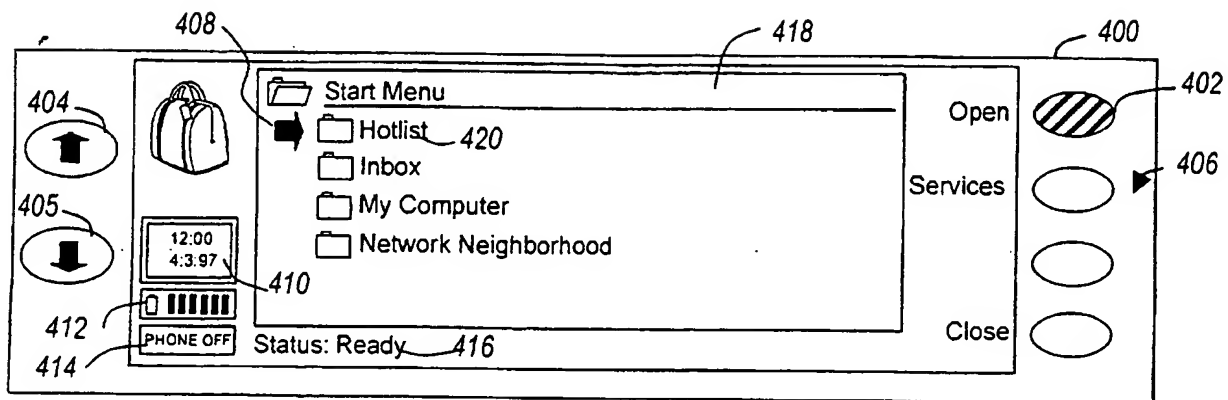 408
418
400
404
Start Menu
Open
402
Hotlist 420
Inbox
Services
406
405
My Computer
12:00
4:3:97
410
Network Neighborhood
412
Close
PHONE OFF
Status: Ready 416
414